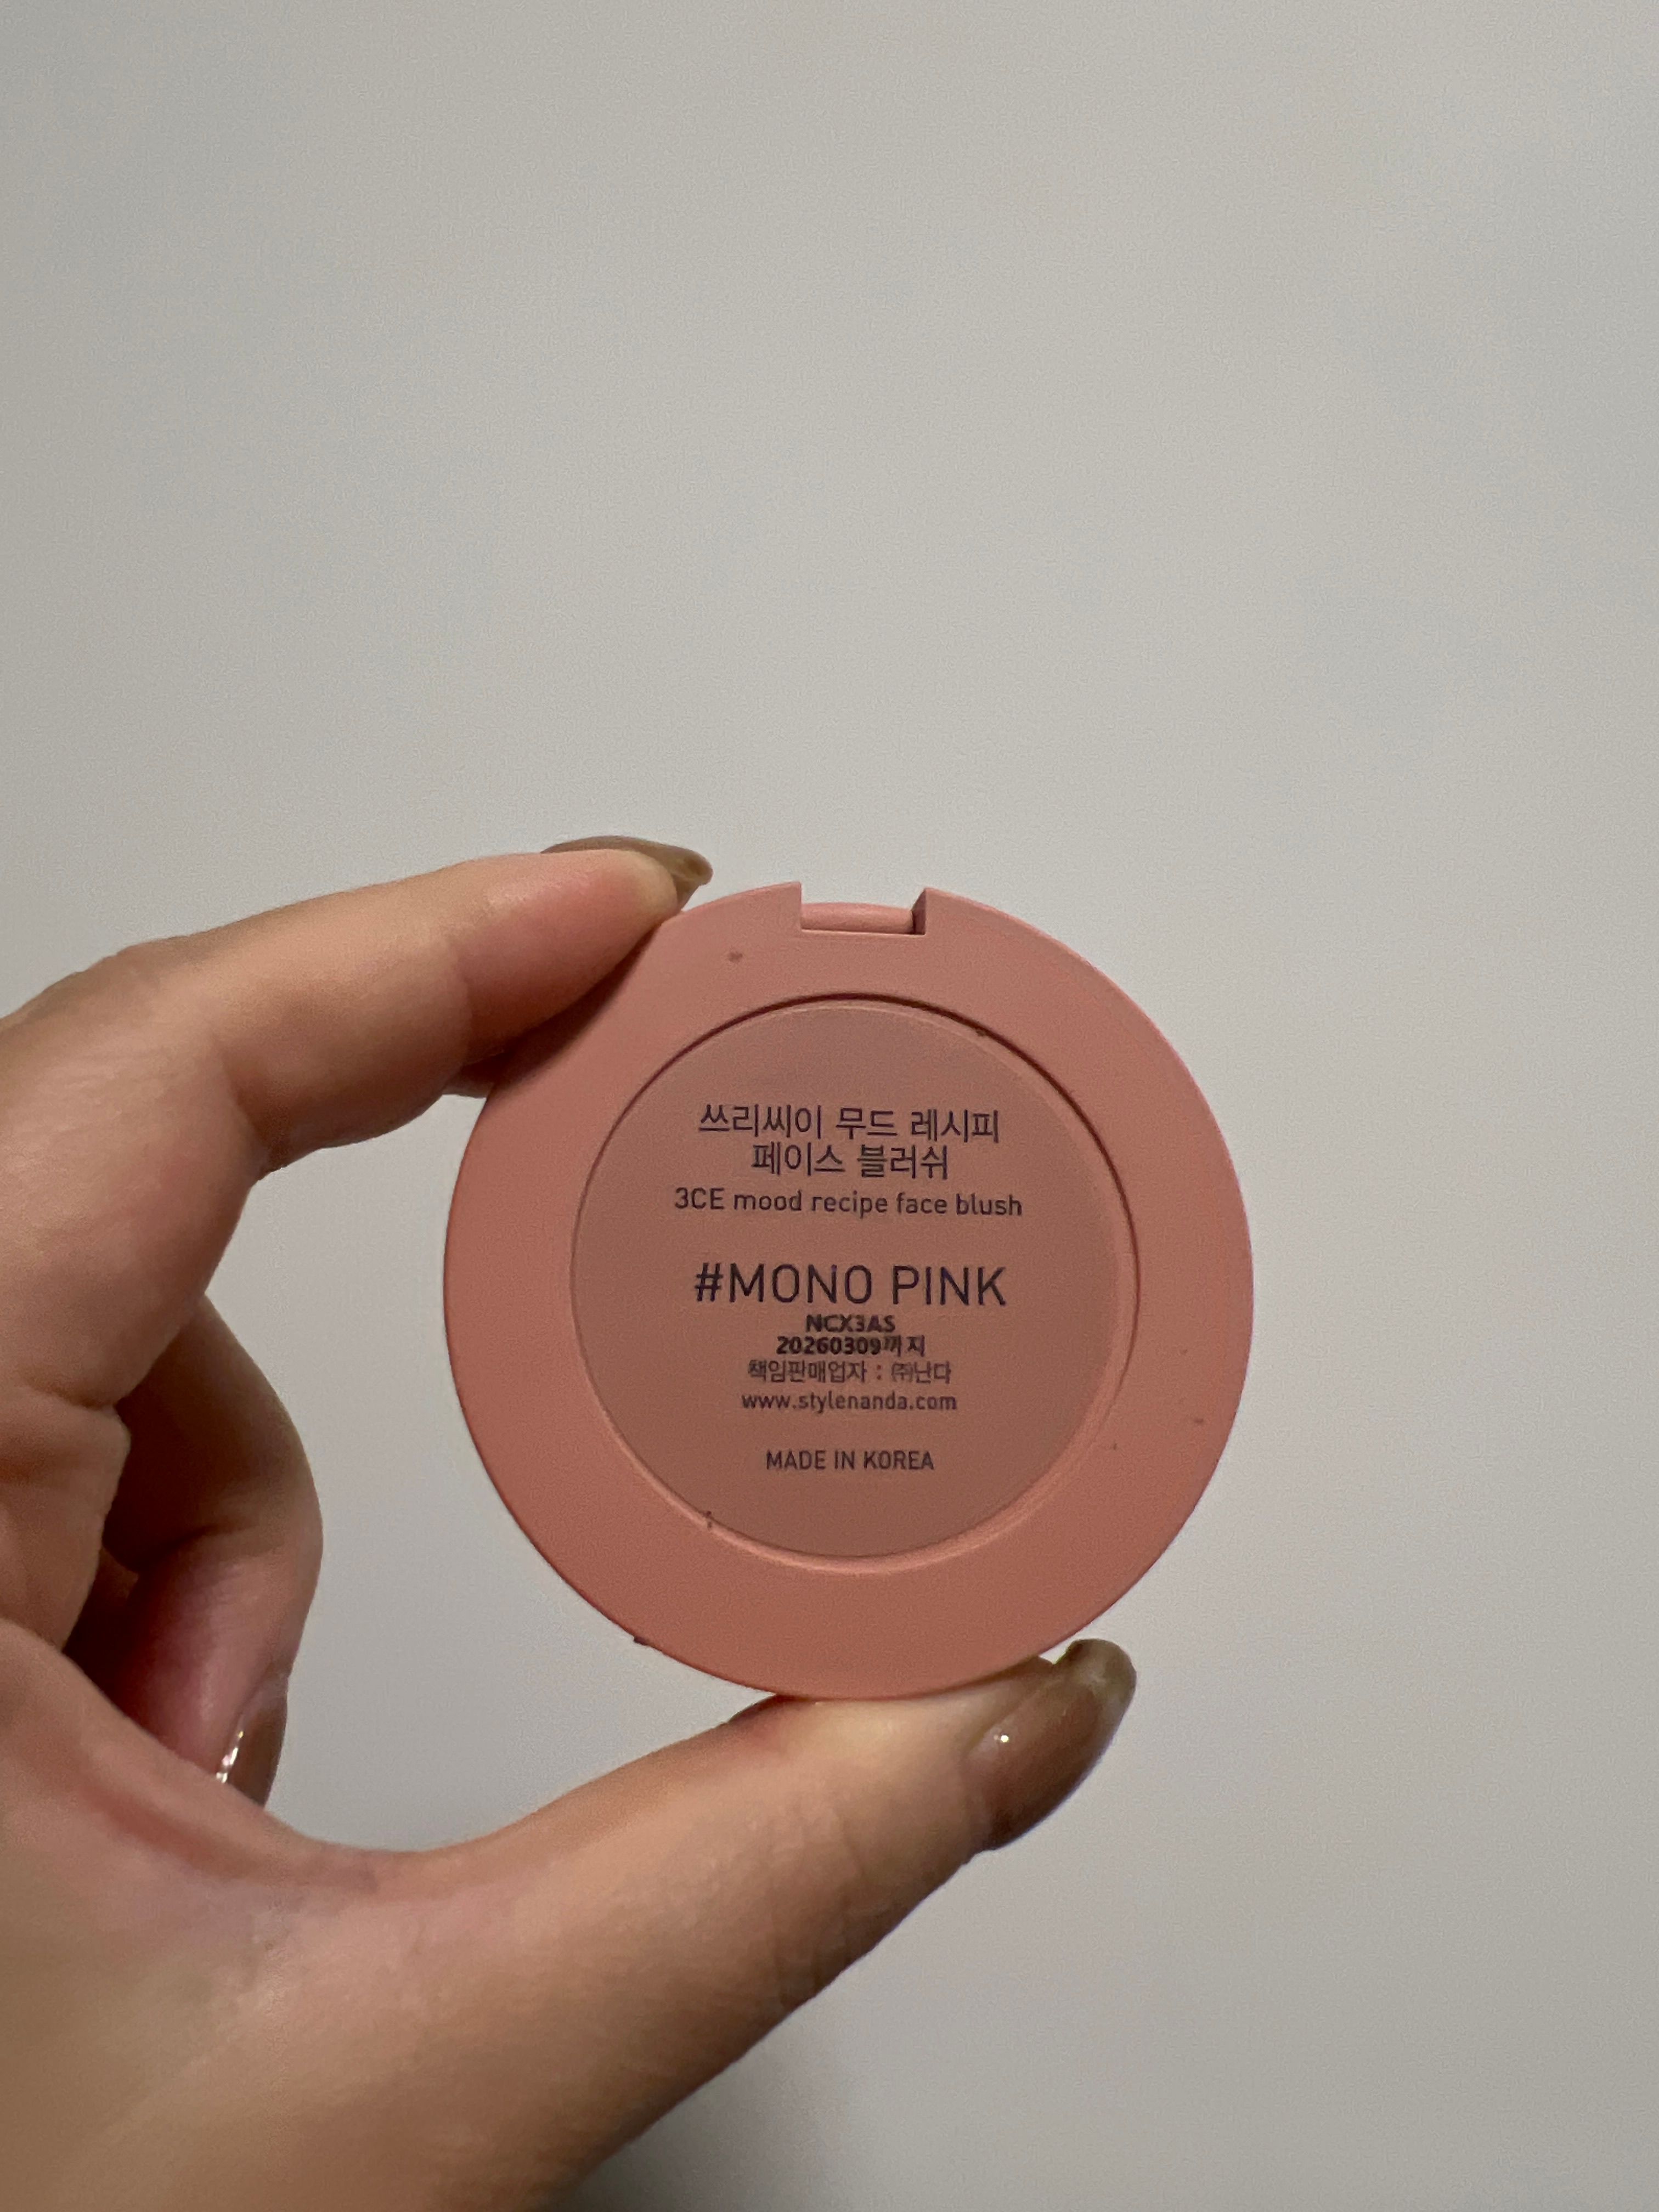 쓰리씨이 무드 레시피
페이스 블러쉬
3CE mood recipe face blush
#MONO PINK
NCX3AS
20260309까지
책임판매업자 : ㈜난다
www.stylenanda.com
MADE IN KOREA